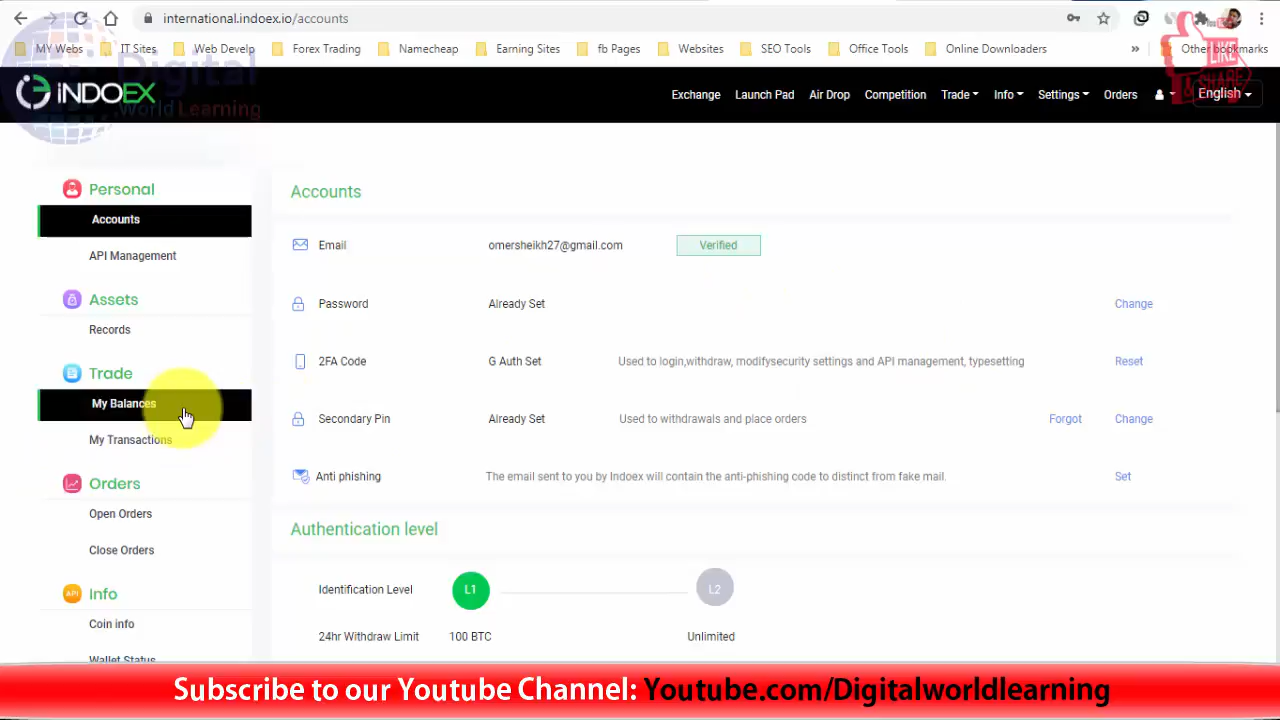 international.indoex.io/accounts
MY Webs IT Sites Web Develp Forex Trading Namecheap Earning Sites fb Pages Websites SEO Tools Office Tools Online Downloaders » Other bookmarks
Digital
World Learning
LIKE
& SHARE
INDOEX Exchange Launch Pad Air Drop Competition Trade Info Settings Orders English
Personal
Accounts
API Management
Assets
Records
Trade
My Balances
My Transactions
Orders
Open Orders
Close Orders
API Info
Coin info
Wallet Status
Accounts
Email omersheikh27@gmail.com Verified
Password Already Set Change
2FA Code G Auth Set Used to login,withdraw, modifysecurity settings and API management, typesetting Reset
Secondary Pin Already Set Used to withdrawals and place orders Forgot Change
Anti phishing The email sent to you by Indoex will contain the anti-phishing code to distinct from fake mail. Set
Authentication level
Identification Level L1 L2
24hr Withdraw Limit 100 BTC Unlimited
Subscribe to our Youtube Channel: Youtube.com/Digitalworldlearning